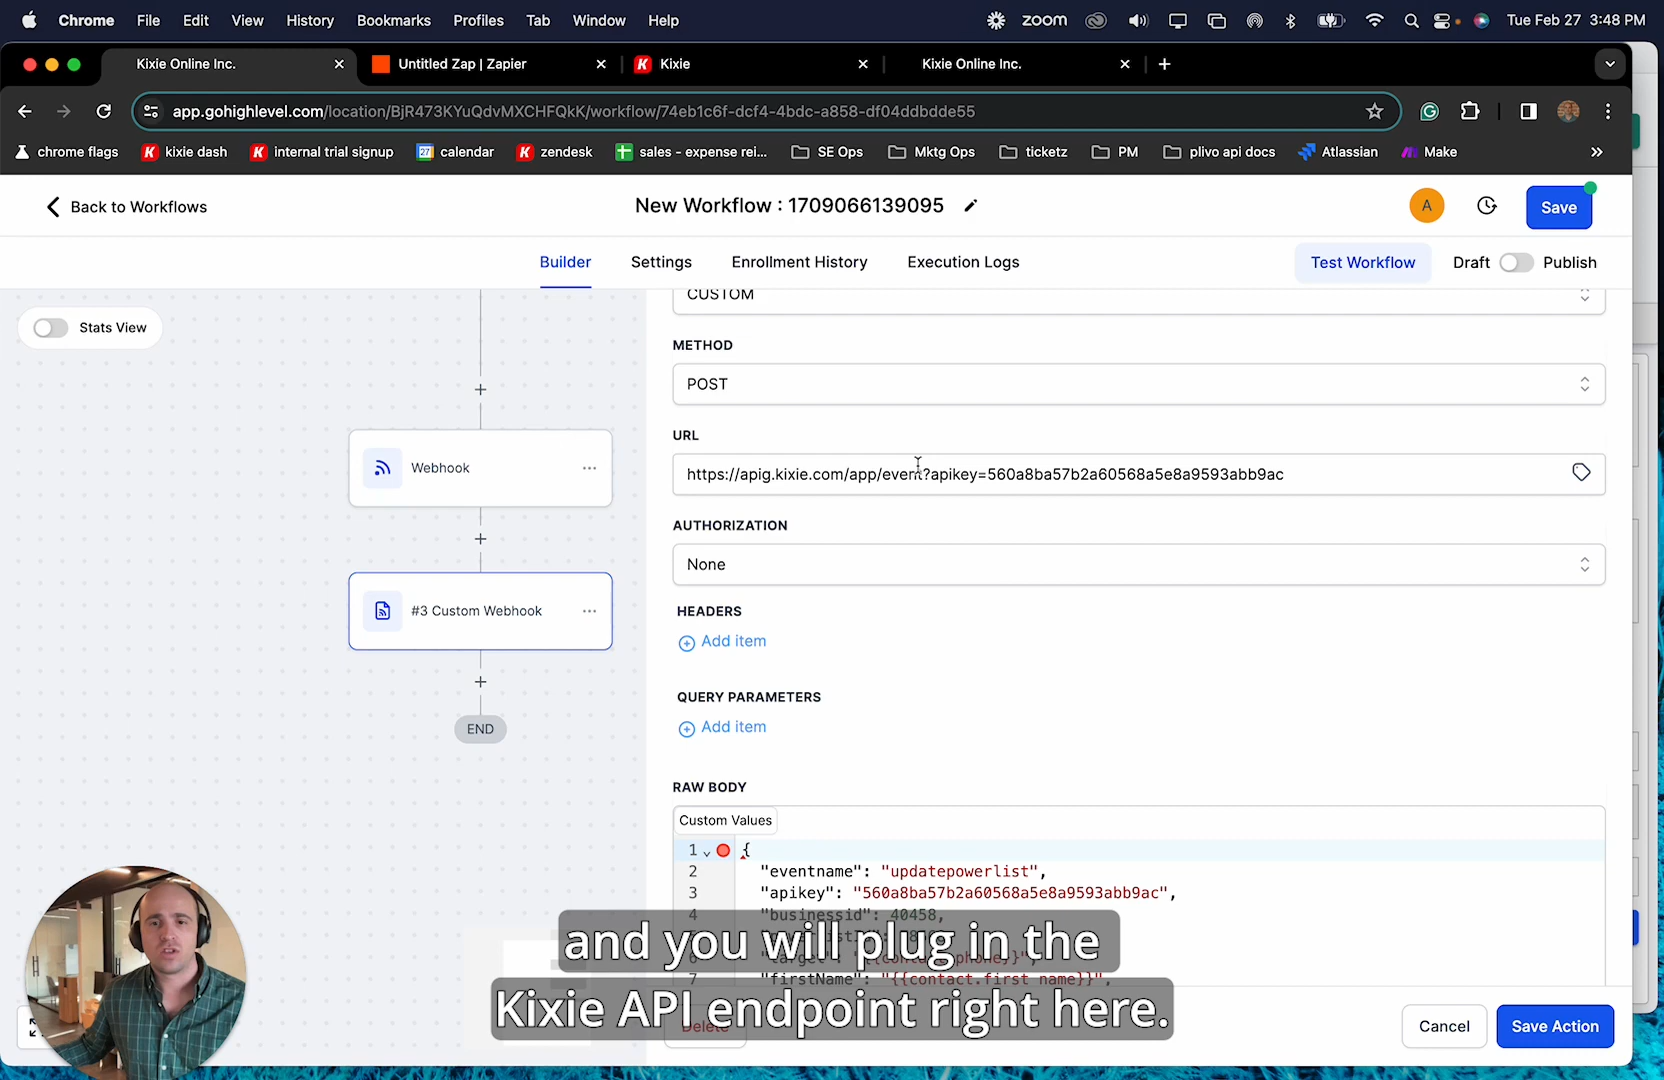 Chrome File Edit View History Bookmarks Profiles Tab Window Help zoom Tue Feb 27 3:48 PM
Kixie Online Inc. Untitled Zap | Zapier Kixie Kixie Online Inc.
app.gohighlevel.com/location/BjR473KYuQdvMXCHFQkK/workflow/74eb1c6f-dcf4-4bdc-a858-df04ddbdde55
chrome flags kixie dash internal trial signup 27 calendar zendesk sales - expense rei... SE Ops Mktg Ops ticketz PM plivo api docs Atlassian Make
Back to Workflows New Workflow : 1709066139095 A Save
Builder Settings Enrollment History Execution Logs Test Workflow Draft Publish
Stats View
CUSTOM
METHOD
POST
URL
https://apig.kixie.com/app/event?apikey=560a8ba57b2a60568a5e8a9593abb9ac
Webhook
AUTHORIZATION
None
#3 Custom Webhook
HEADERS
Add item
QUERY PARAMETERS
Add item
END
RAW BODY
Custom Values
1 {
2 "eventname": "updatepowerlist",
3 "apikey": "560a8ba57b2a60568a5e8a9593abb9ac",
4 "businessid": 40458,
"firstName": "{{contact.first_name}}",
and you will plug in the
Kixie API endpoint right here.
Delete
Cancel Save Action